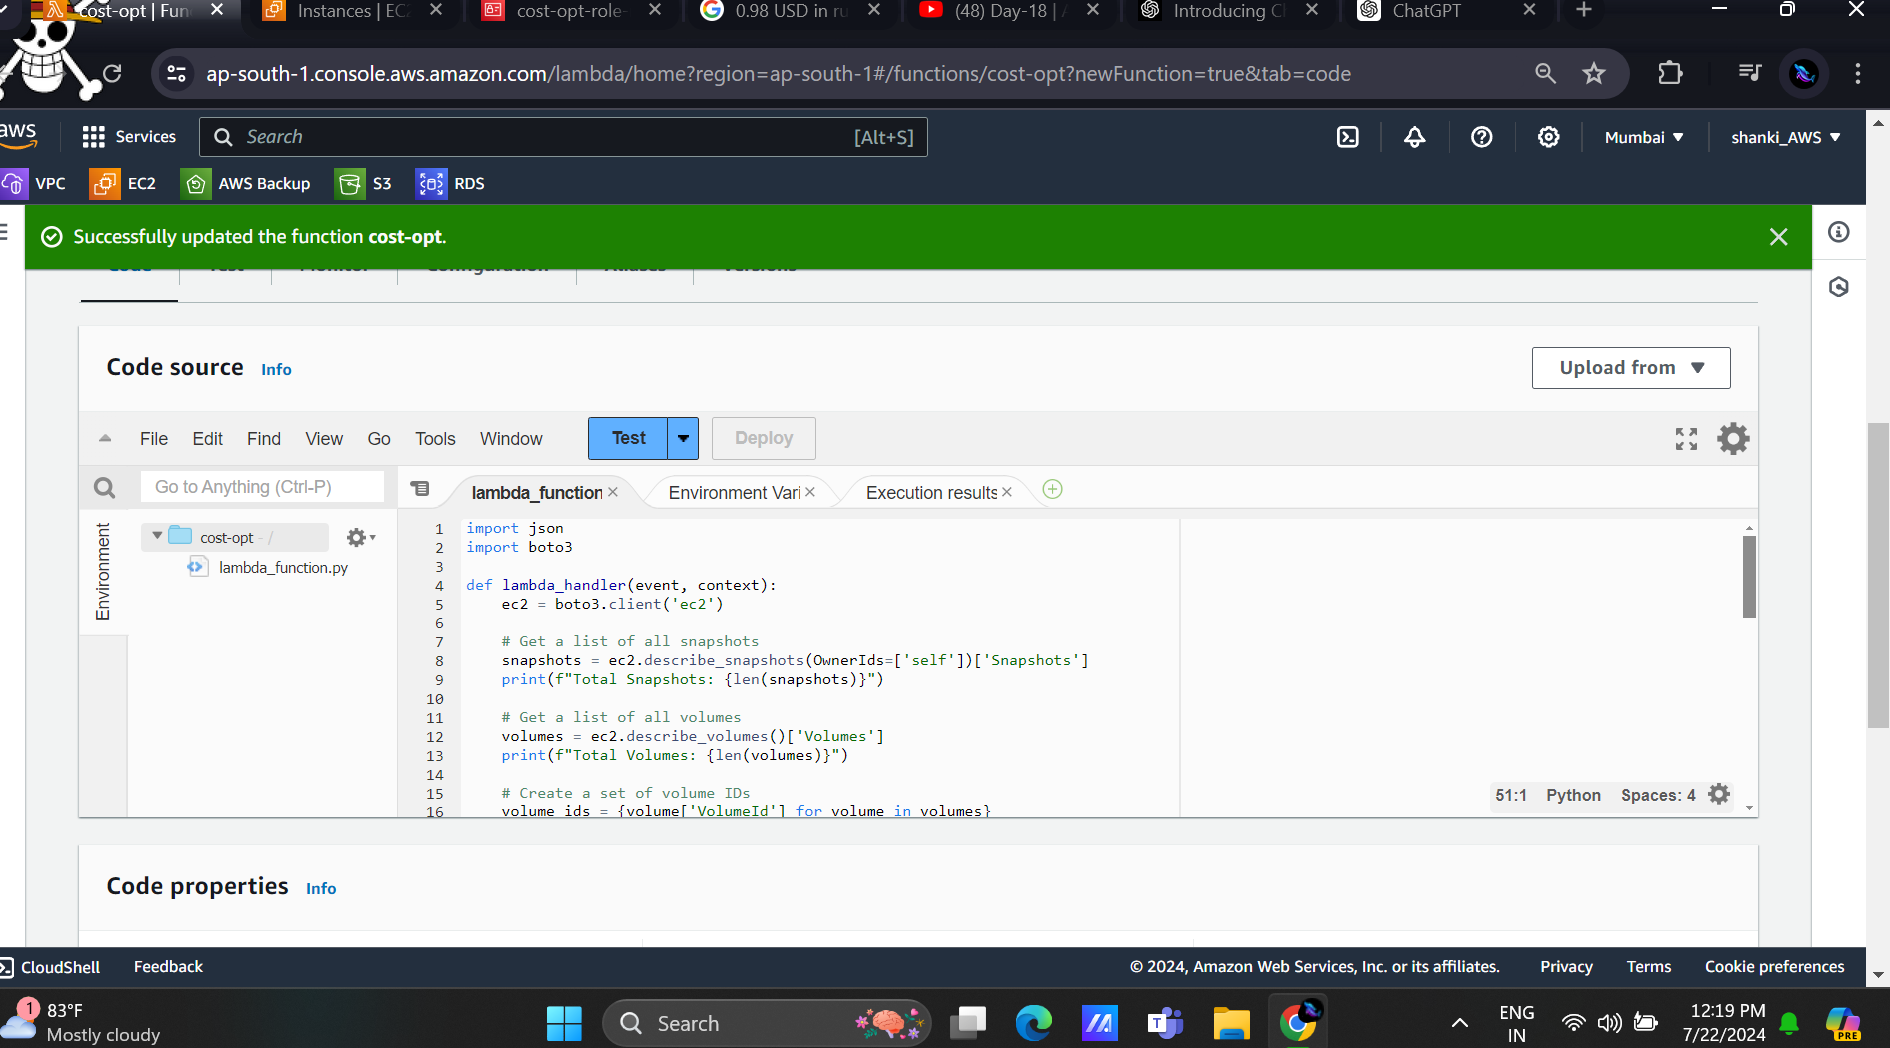 cost-opt | Fun
Instances | EC
cost-opt-role-
0.98 USD in ru
(48) Day-18 |
Introducing C
ChatGPT
ap-south-1.console.aws.amazon.com/lambda/home?region=ap-south-1#/functions/cost-opt?newFunction=true&tab=code
aws
Services
Search
[Alt+S]
Mumbai
shanki_AWS
VPC
EC2
AWS Backup
S3
RDS
Successfully updated the function cost-opt.
Code
Test
Monitor
Configuration
Aliases
Versions
Code source Info
Upload from
File Edit Find View Go Tools Window
Test
Deploy
Go to Anything (Ctrl-P)
lambda_function
Environment Vari
Execution results
Environment
cost-opt - /
lambda_function.py
1 import json
2 import boto3
3
4 def lambda_handler(event, context):
5 ec2 = boto3.client('ec2')
6
7 # Get a list of all snapshots
8 snapshots = ec2.describe_snapshots(OwnerIds=['self'])['Snapshots']
9 print(f"Total Snapshots: {len(snapshots)}")
10
11 # Get a list of all volumes
12 volumes = ec2.describe_volumes()['Volumes']
13 print(f"Total Volumes: {len(volumes)}")
14
15 # Create a set of volume IDs
16 volume_ids = {volume['VolumeId'] for volume in volumes}
51:1 Python Spaces: 4
Code properties Info
CloudShell
Feedback
© 2024, Amazon Web Services, Inc. or its affiliates.
Privacy
Terms
Cookie preferences
1
83°F
Mostly cloudy
Search
T
ENG
IN
12:19 PM
7/22/2024
PRE